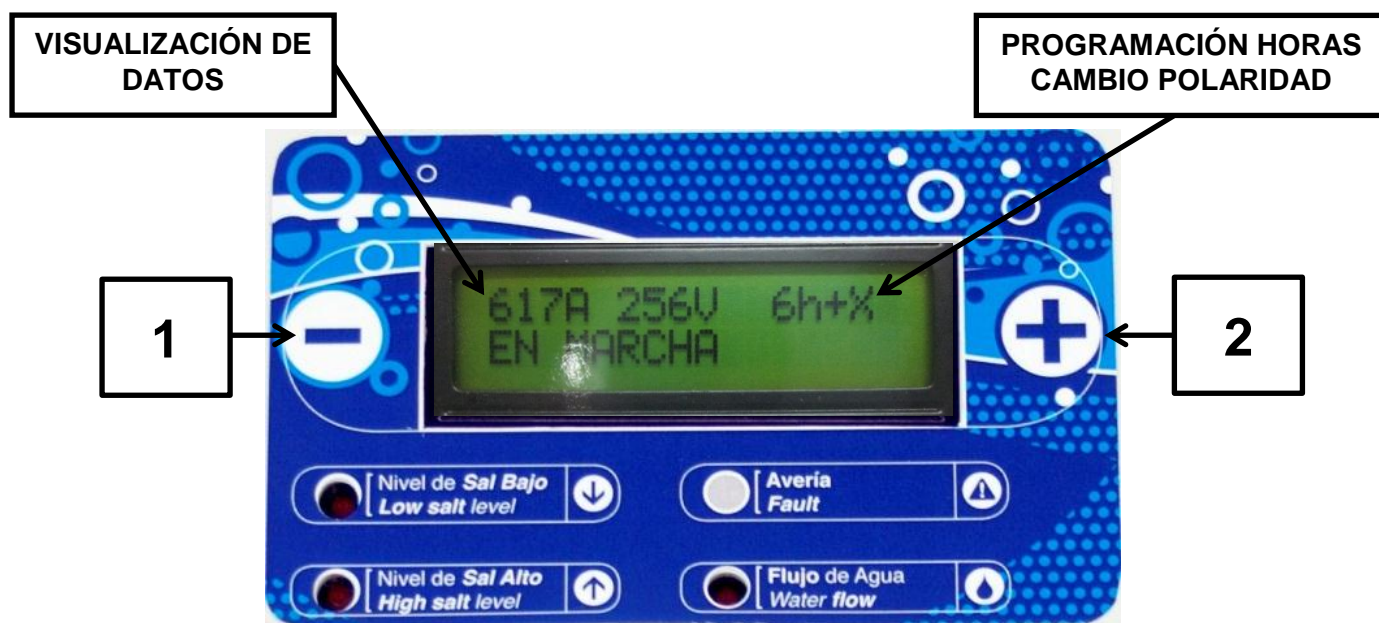 VISUALIZACIÓN DE
DATOS
PROGRAMACIÓN HORAS
CAMBIO POLARIDAD
1
617A 256V 6h+X
EN MARCHA
2
Nivel de Sal Bajo
Low salt level
Avería
Fault
Nivel de Sal Alto
High salt level
Flujo de Agua
Water flow